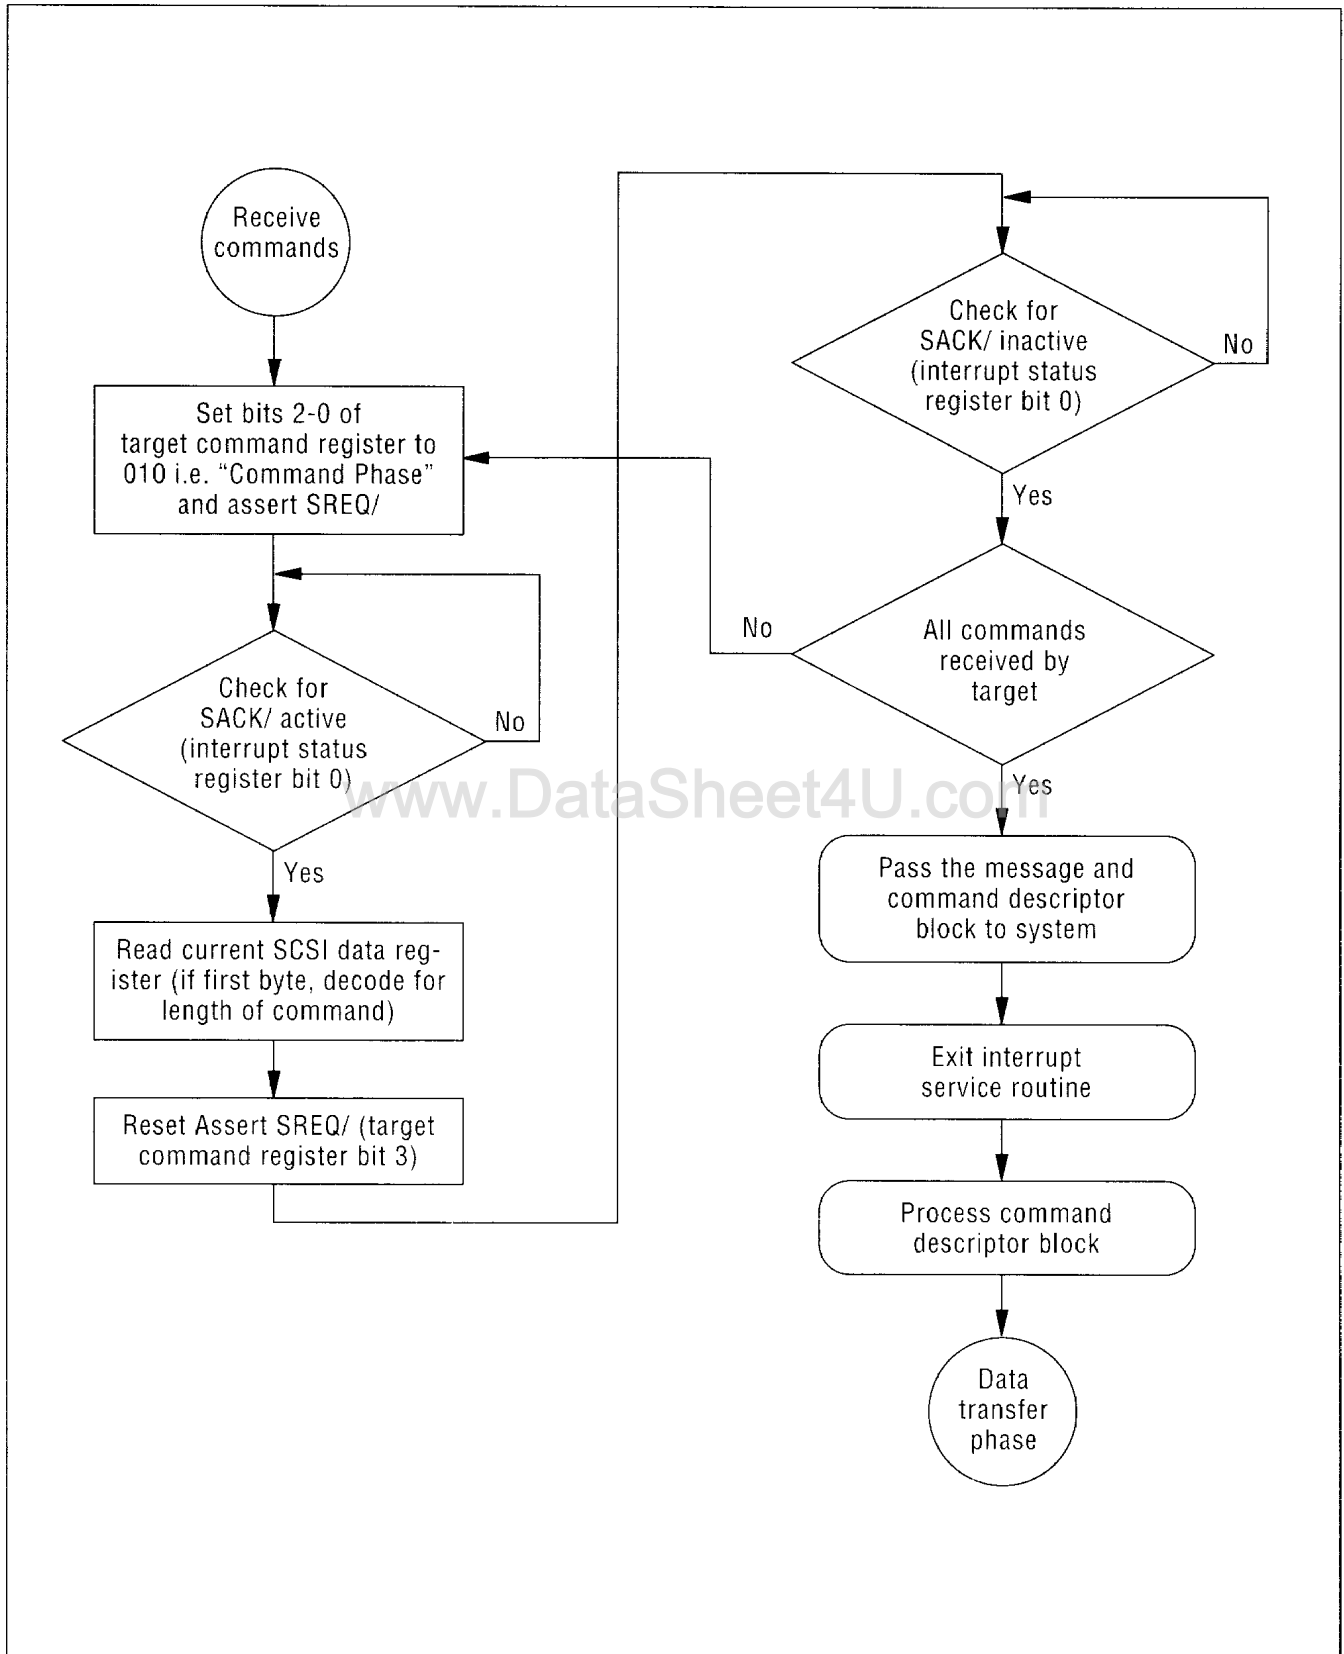 Receive
commands
Set bits 2-0 of
target command register to
010 i.e. “Command Phase”
and assert SREQ/
Check for
SACK/ active
(interrupt status
register bit 0)
No
Yes
Read current SCSI data reg-
ister (if first byte, decode for
length of command)
Reset Assert SREQ/ (target
command register bit 3)
Check for
SACK/ inactive
(interrupt status
register bit 0)
No
Yes
All commands
received by
target
No
Yes
www.DataSheet4U.com
Pass the message and
command descriptor
block to system
Exit interrupt
service routine
Process command
descriptor block
Data
transfer
phase